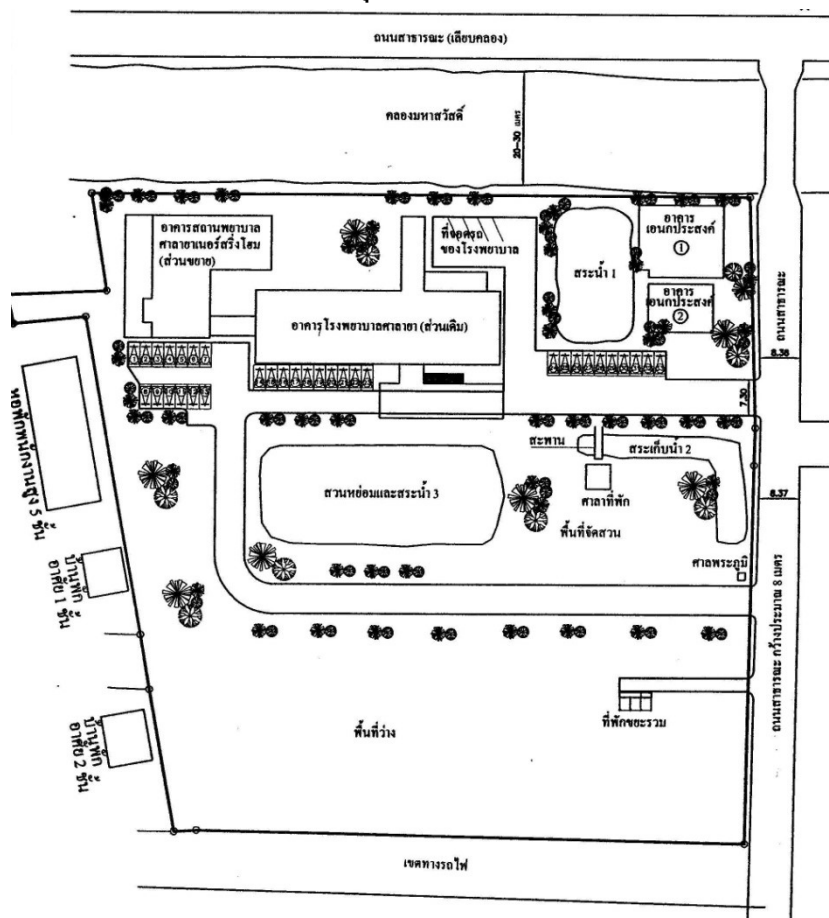 ถนนสาธารณะ (เลียบคลอง)
คลองมหาสวัสดิ์
20-30 เมตร
อาคารสถานพยาบาล
ศาลายาเนอร์สริ่งโฮม
(ส่วนขยาย)
ที่จอดรถ
ของโรงพยาบาล
สระน้ำ 1
อาคาร
เอนกประสงค์
1
อาคาร
เอนกประสงค์
2
อาคารโรงพยาบาลศาลายา (ส่วนเดิม)
ถนนสาธารณะ
8.36
7.30
หอพักพนักงานสูง 5 ชั้น
สะพาน
สระเก็บน้ำ 2
สวนหย่อมและสระน้ำ 3
ศาลาที่พัก
พื้นที่จัดสวน
8.37
ศาลพระภูมิ
บ้านพัก
อาศัย 1 ชั้น
ถนนสาธารณะ กว้างประมาณ 8 เมตร
ที่พักขยะรวม
พื้นที่ว่าง
บ้านพัก
อาศัย 2 ชั้น
เขตทางรถไฟ